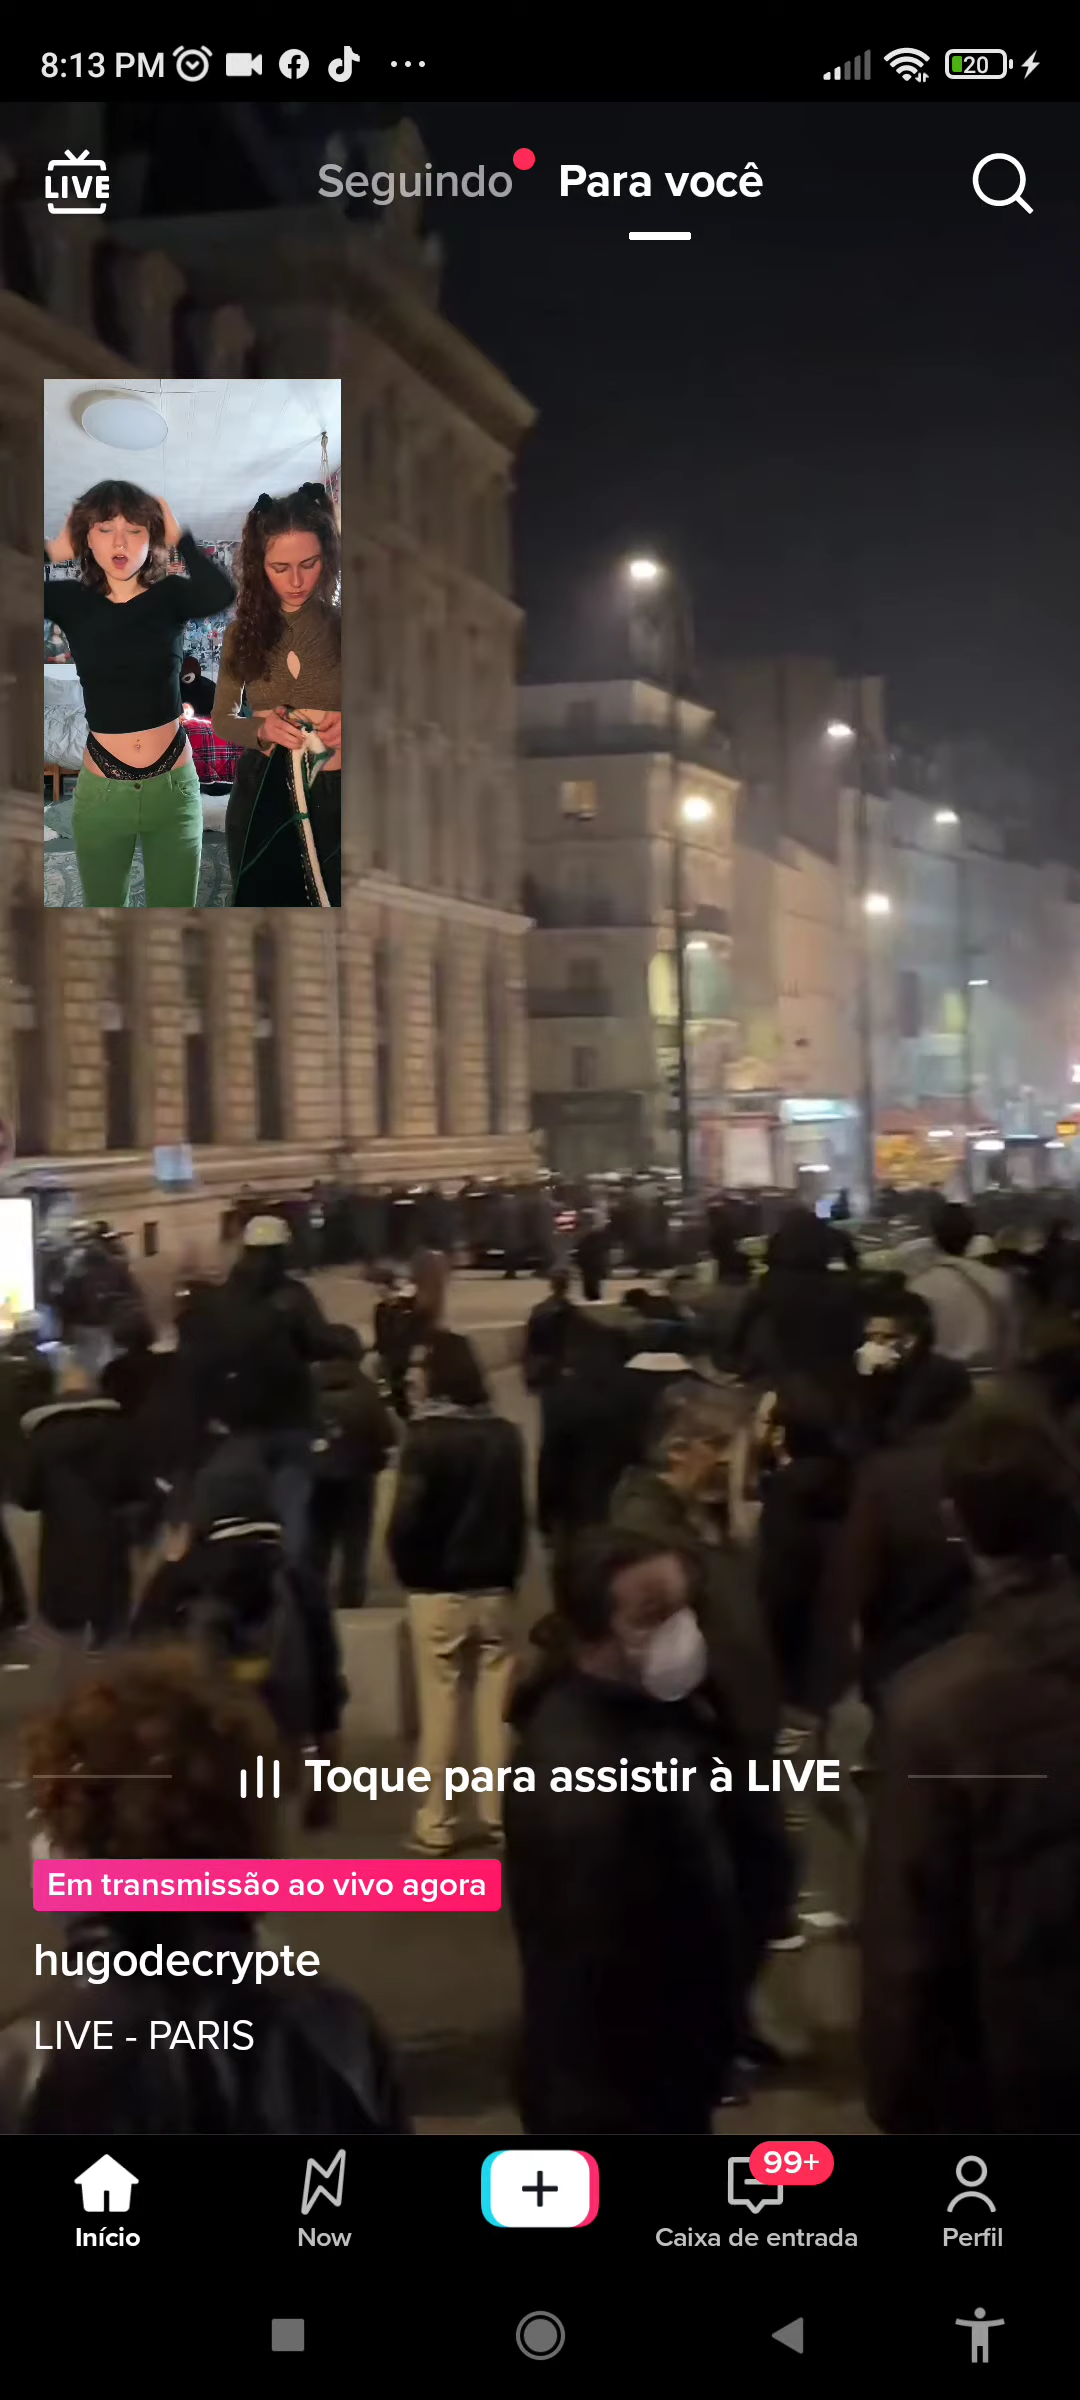 8:13 PM
20
LIVE
Seguindo
Para você
Toque para assistir à LIVE
Em transmissão ao vivo agora
hugodecrypte
LIVE - PARIS
99+
Início
Now
Caixa de entrada
Perfil